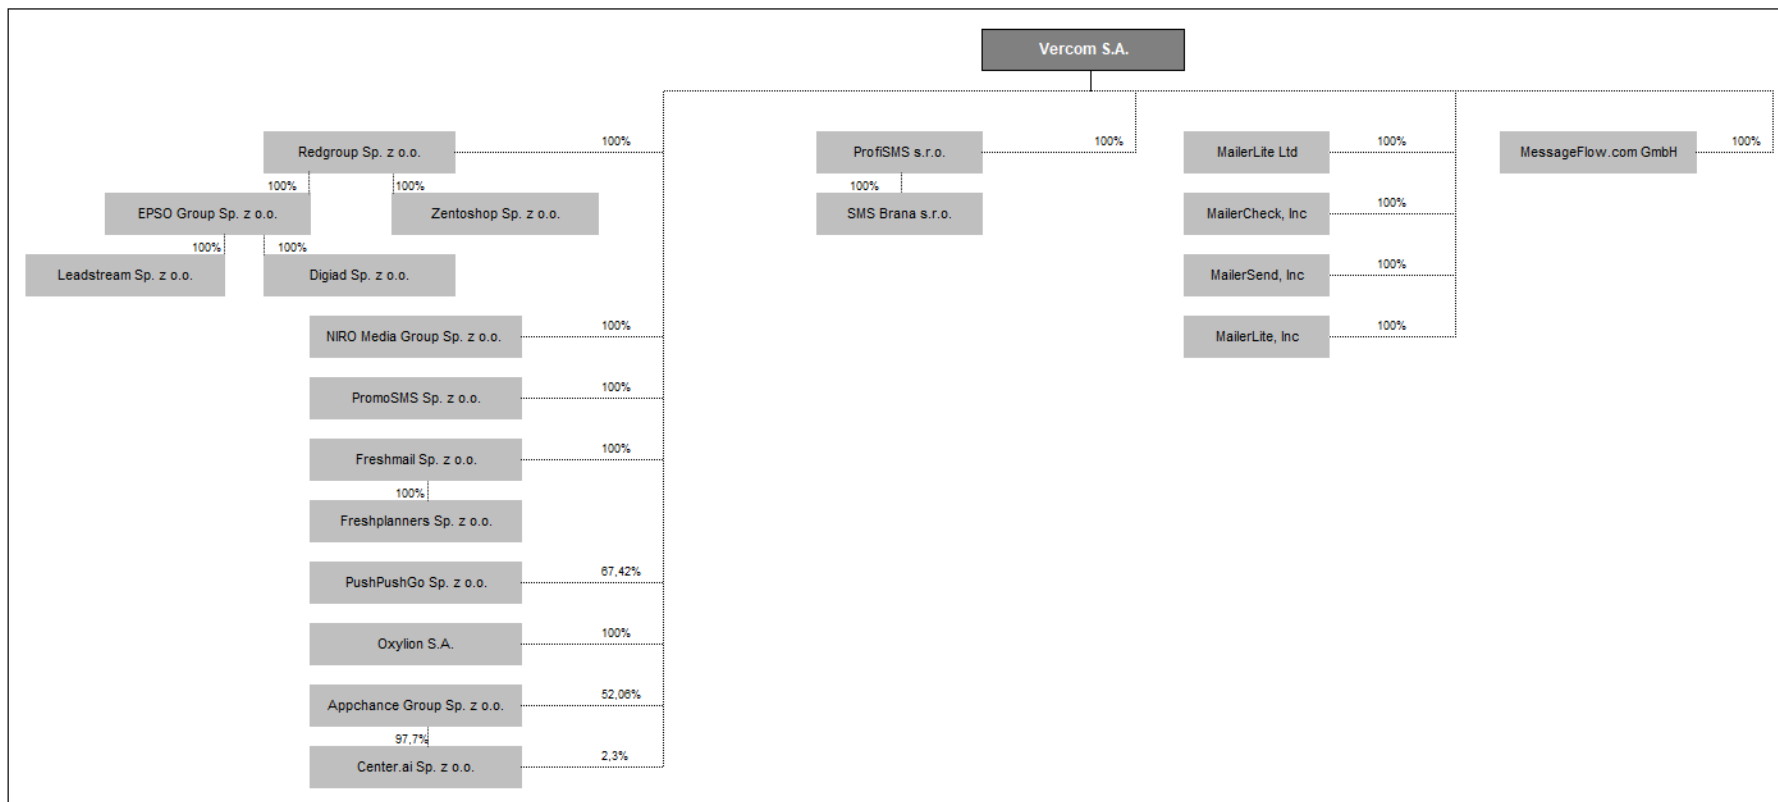 Vercom S.A.
Redgroup Sp. z o.o.
100%
ProfiSMS s.r.o.
100%
MailerLite Ltd
100%
MessageFlow.com GmbH
100%
100%
100%
100%
EPSO Group Sp. z o.o.
Zentoshop Sp. z o.o.
SMS Brana s.r.o.
MailerCheck, Inc
100%
100%
100%
Leadstream Sp. z o.o.
Digiad Sp. z o.o.
MailerSend, Inc
100%
NIRO Media Group Sp. z o.o.
100%
MailerLite, Inc
100%
PromoSMS Sp. z o.o.
100%
Freshmail Sp. z o.o.
100%
100%
Freshplanners Sp. z o.o.
PushPushGo Sp. z o.o.
67,42%
Oxylion S.A.
100%
Appchance Group Sp. z o.o.
52,06%
97,7%
Center.ai Sp. z o.o.
2,3%